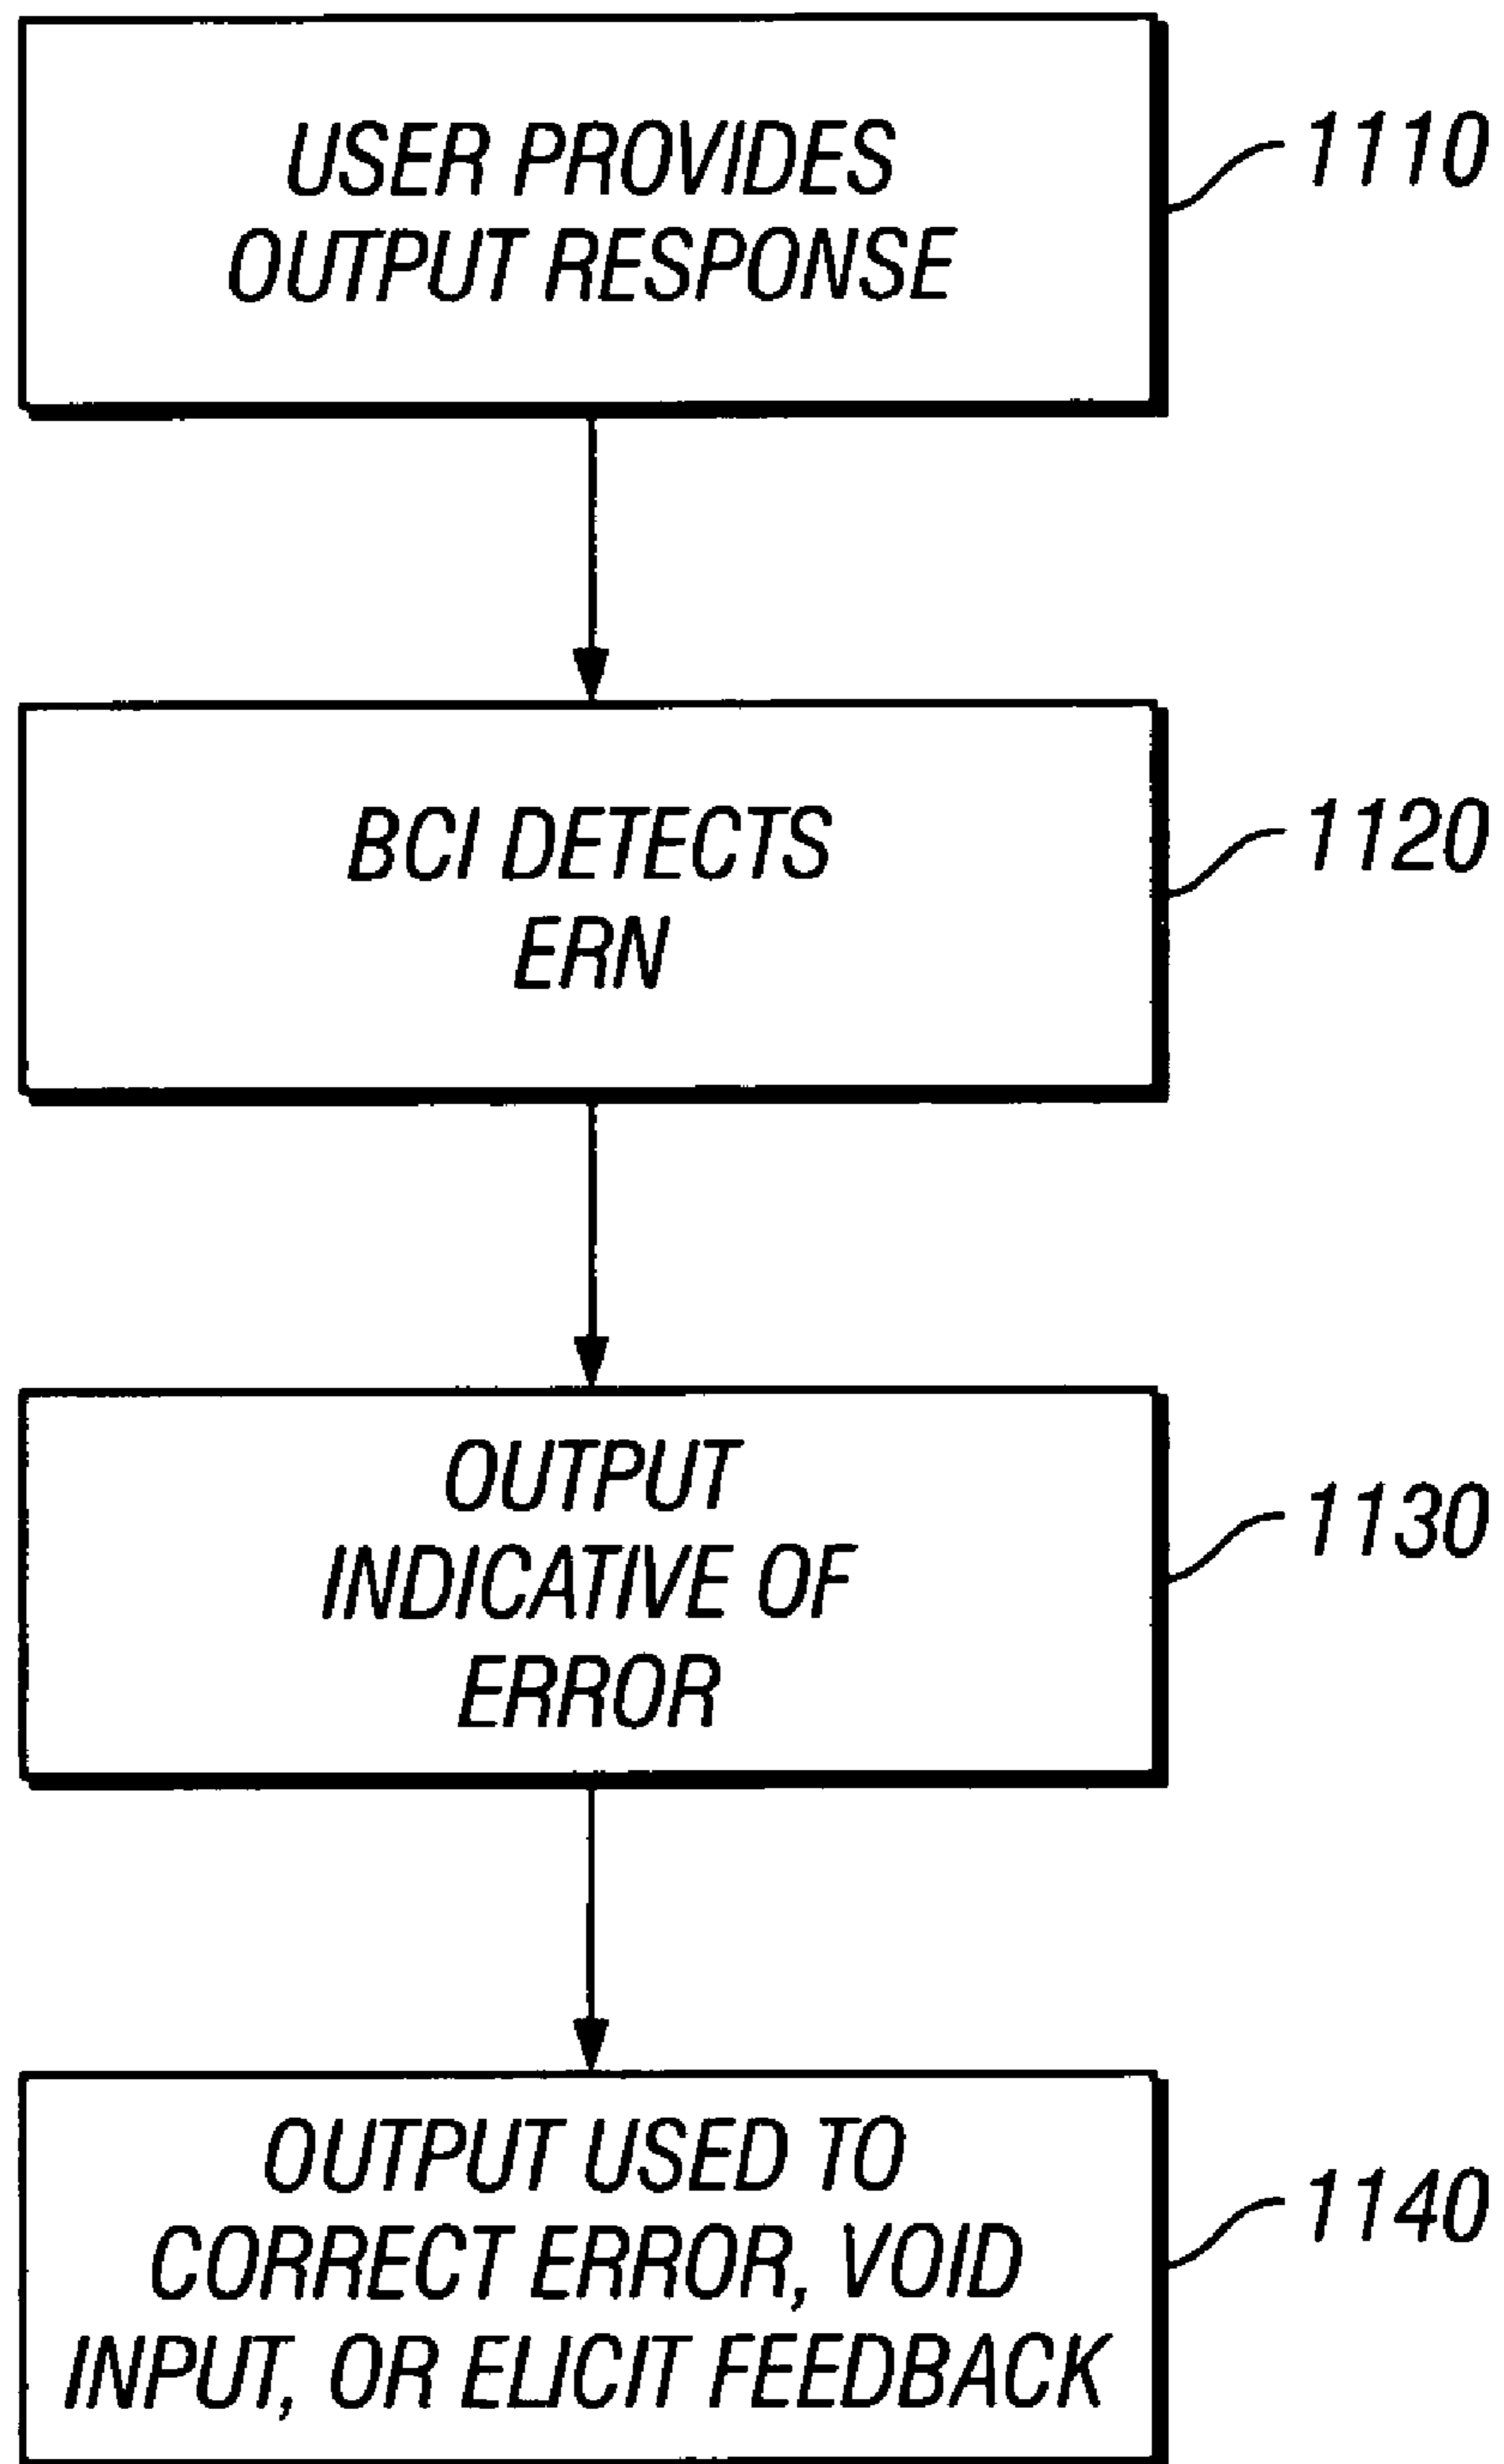 USER PROVIDES
OUTPUT RESPONSE
1110
BCI DETECTS
ERN
1120
OUTPUT
INDICATIVE OF
ERROR
1130
OUTPUT USED TO
CORRECT ERROR, VOID
INPUT, OR ELICIT FEEDBACK
1140